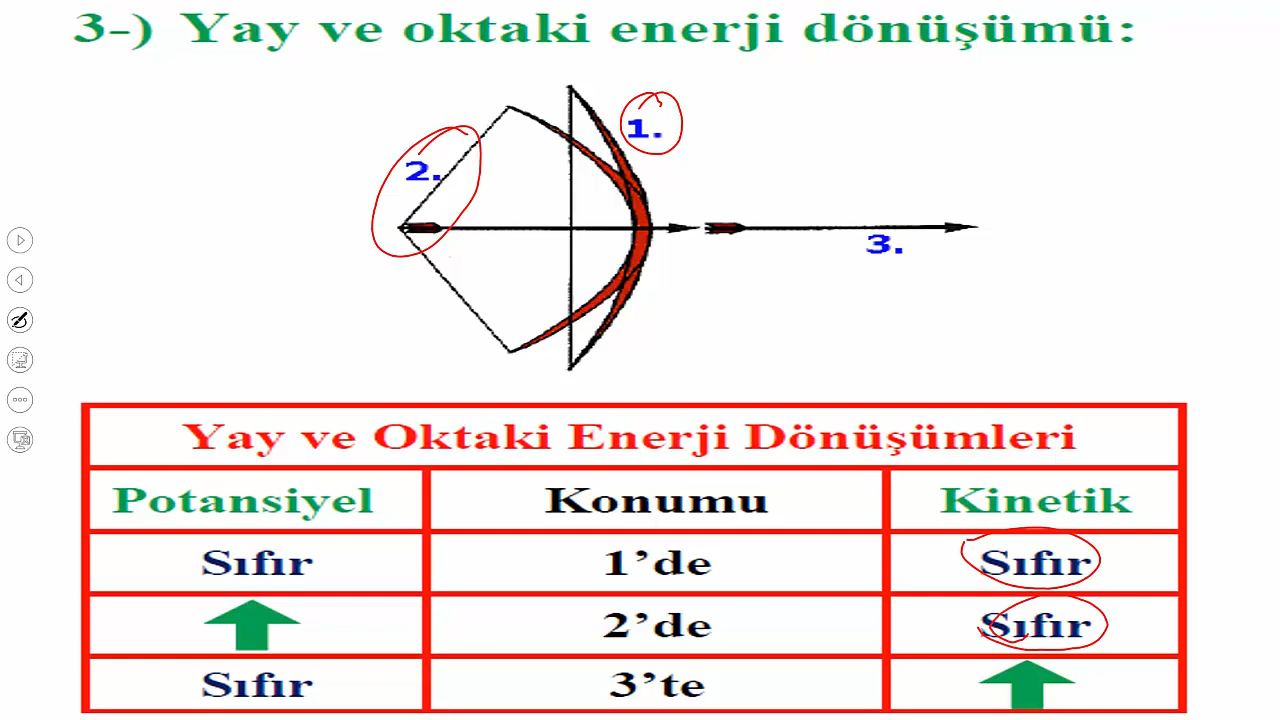 3-) Yay ve oktaki enerji dönüşümü:
1.
2.
3.
Yay ve Oktaki Enerji Dönüşümleri
Potansiyel Konumu Kinetik
Sıfır 1’de Sıfır
2’de Sıfır
Sıfır 3’te